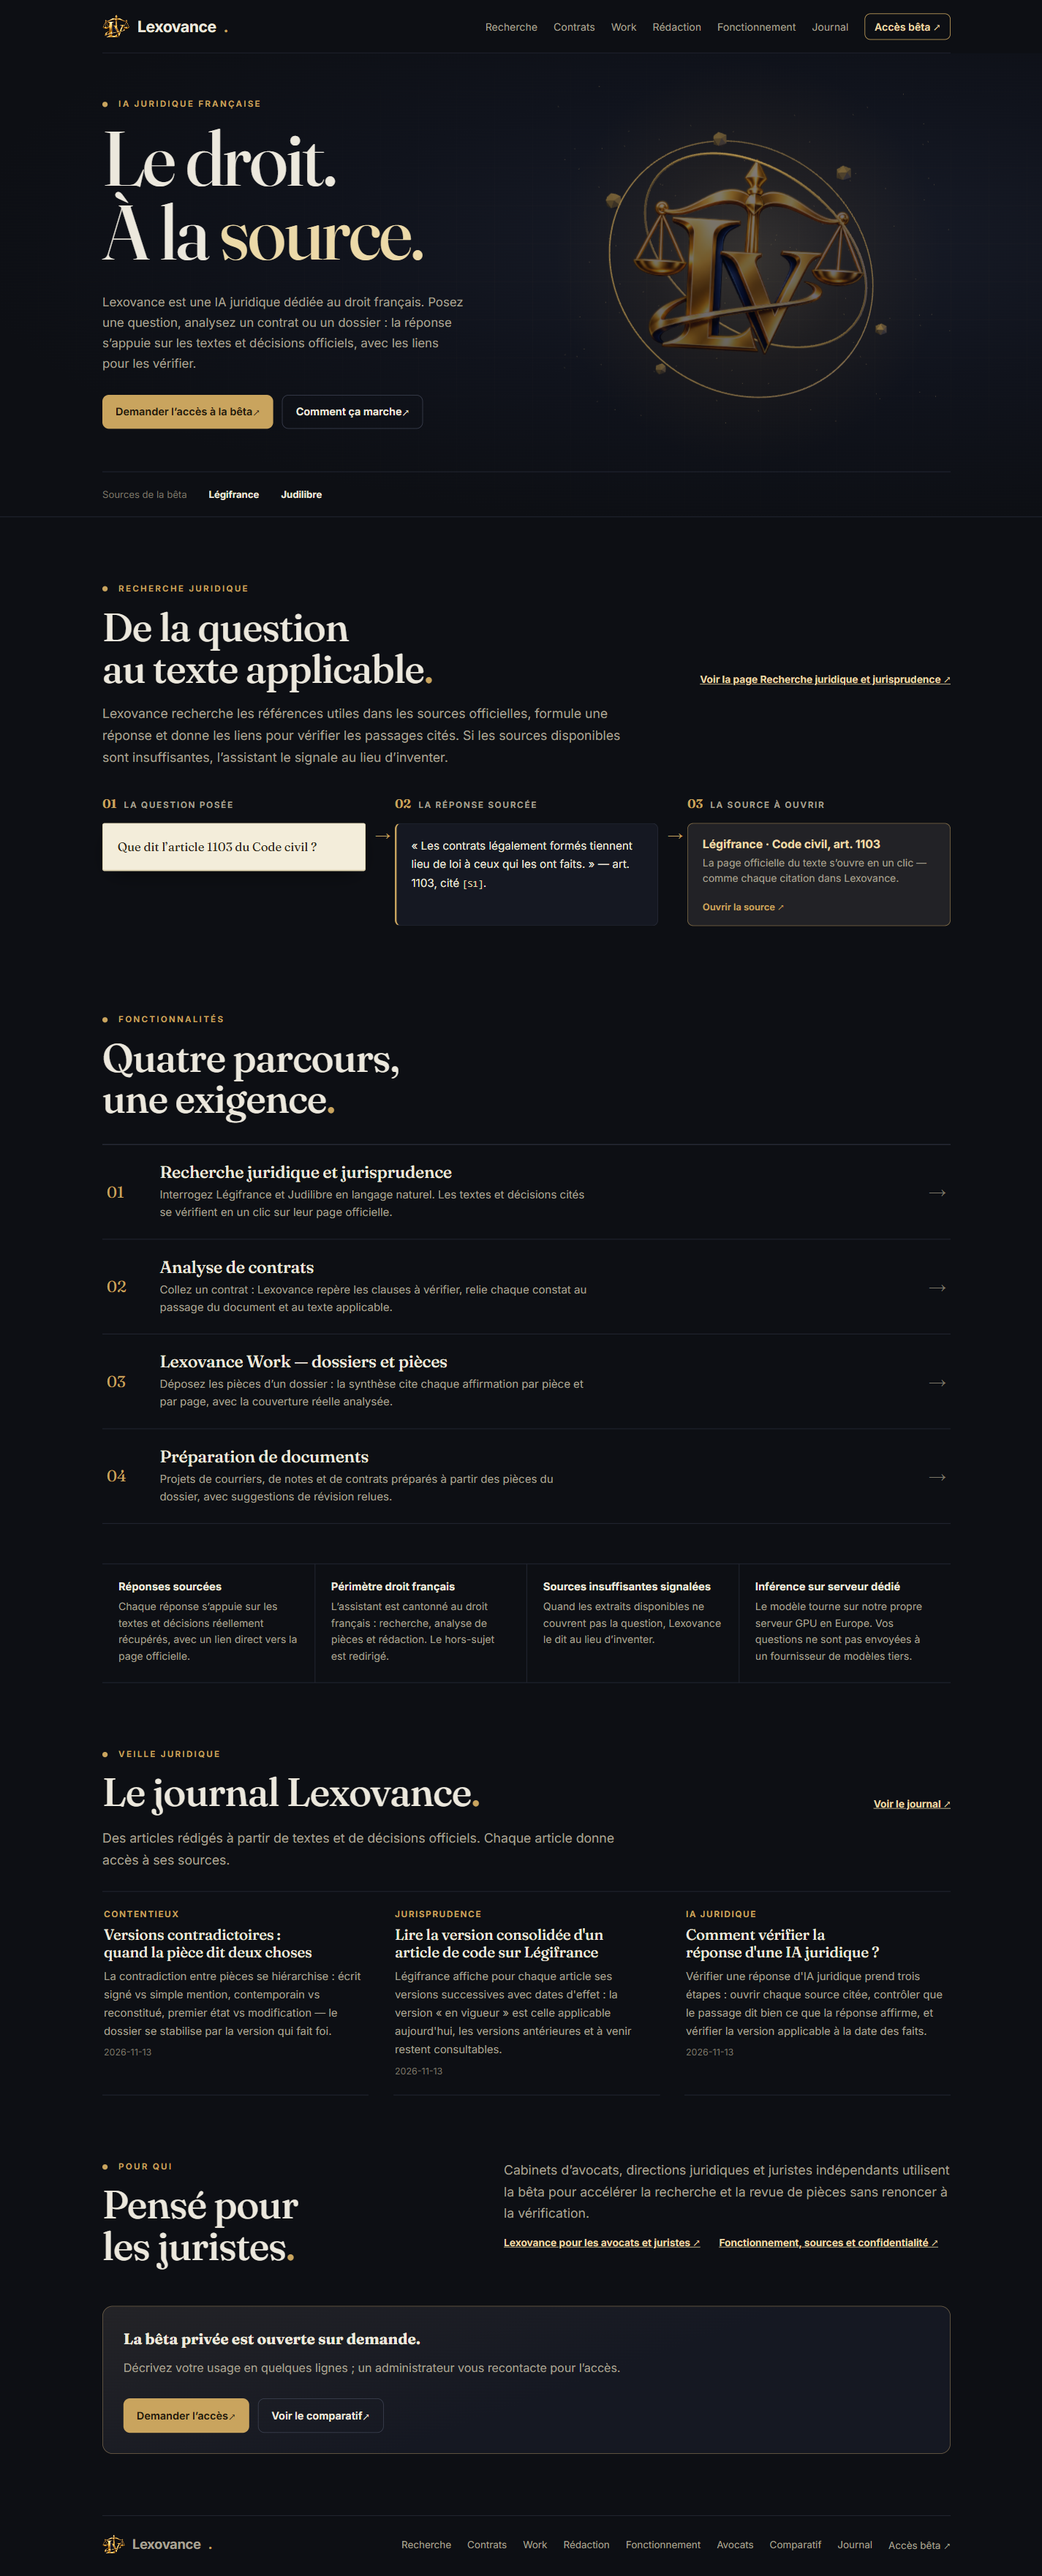 Lexovance .
Recherche Contrats Work Rédaction Fonctionnement Journal Accès bêta ↗
IA JURIDIQUE FRANÇAISE
Le droit.
À la source.
Lexovance est une IA juridique dédiée au droit français. Posez
une question, analysez un contrat ou un dossier : la réponse
s’appuie sur les textes et décisions officiels, avec les liens
pour les vérifier.
Demander l’accès à la bêta↗ Comment ça marche↗
LV
Sources de la bêta Légifrance Judilibre
RECHERCHE JURIDIQUE
De la question
au texte applicable.
Voir la page Recherche juridique et jurisprudence ↗
Lexovance recherche les références utiles dans les sources officielles, formule une
réponse et donne les liens pour vérifier les passages cités. Si les sources disponibles
sont insuffisantes, l’assistant le signale au lieu d’inventer.
01 LA QUESTION POSÉE
Que dit l'article 1103 du Code civil ?
→
02 LA RÉPONSE SOURCÉE
« Les contrats légalement formés tiennent
lieu de loi à ceux qui les ont faits. » — art.
1103, cité [S1].
→
03 LA SOURCE À OUVRIR
Légifrance · Code civil, art. 1103
La page officielle du texte s’ouvre en un clic —
comme chaque citation dans Lexovance.
Ouvrir la source ↗
FONCTIONNALITÉS
Quatre parcours,
une exigence.
01
Recherche juridique et jurisprudence
Interrogez Légifrance et Judilibre en langage naturel. Les textes et décisions cités
se vérifient en un clic sur leur page officielle.
→
02
Analyse de contrats
Collez un contrat : Lexovance repère les clauses à vérifier, relie chaque constat au
passage du document et au texte applicable.
→
03
Lexovance Work — dossiers et pièces
Déposez les pièces d’un dossier : la synthèse cite chaque affirmation par pièce et
par page, avec la couverture réelle analysée.
→
04
Préparation de documents
Projets de courriers, de notes et de contrats préparés à partir des pièces du
dossier, avec suggestions de révision relues.
→
Réponses sourcées
Chaque réponse s’appuie sur les
textes et décisions réellement
récupérés, avec un lien direct vers la
page officielle.
Périmètre droit français
L’assistant est cantonné au droit
français : recherche, analyse de
pièces et rédaction. Le hors-sujet
est redirigé.
Sources insuffisantes signalées
Quand les extraits disponibles ne
couvrent pas la question, Lexovance
le dit au lieu d’inventer.
Inférence sur serveur dédié
Le modèle tourne sur notre propre
serveur GPU en Europe. Vos
questions ne sont pas envoyées à
un fournisseur de modèles tiers.
VEILLE JURIDIQUE
Le journal Lexovance.
Voir le journal ↗
Des articles rédigés à partir de textes et de décisions officiels. Chaque article donne
accès à ses sources.
CONTENTIEUX
Versions contradictoires :
quand la pièce dit deux choses
La contradiction entre pièces se hiérarchise : écrit
signé vs simple mention, contemporain vs
reconstitué, premier état vs modification — le
dossier se stabilise par la version qui fait foi.
2026-11-13
JURISPRUDENCE
Lire la version consolidée d'un
article de code sur Légifrance
Légifrance affiche pour chaque article ses
versions successives avec dates d'effet : la
version « en vigueur » est celle applicable
aujourd'hui, les versions antérieures et à venir
restent consultables.
2026-11-13
IA JURIDIQUE
Comment vérifier la
réponse d'une IA juridique ?
Vérifier une réponse d'IA juridique prend trois
étapes : ouvrir chaque source citée, contrôler que
le passage dit bien ce que la réponse affirme, et
vérifier la version applicable à la date des faits.
2026-11-13
POUR QUI
Pensé pour
les juristes.
Cabinets d’avocats, directions juridiques et juristes indépendants utilisent
la bêta pour accélérer la recherche et la revue de pièces sans renoncer à
la vérification.
Lexovance pour les avocats et juristes ↗ Fonctionnement, sources et confidentialité ↗
La bêta privée est ouverte sur demande.
Décrivez votre usage en quelques lignes ; un administrateur vous recontacte pour l’accès.
Demander l’accès↗ Voir le comparatif↗
Lexovance .
Recherche Contrats Work Rédaction Fonctionnement Avocats Comparatif Journal Accès bêta ↗